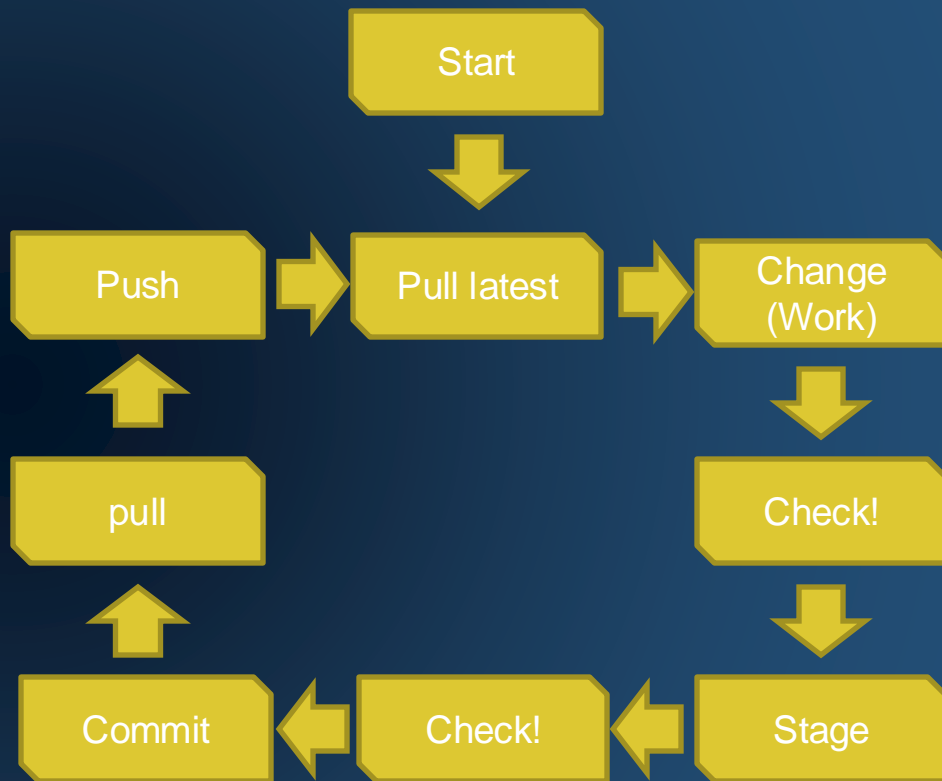 Start
Push
Pull latest
Change
(Work)
pull
Check!
Commit
Check!
Stage